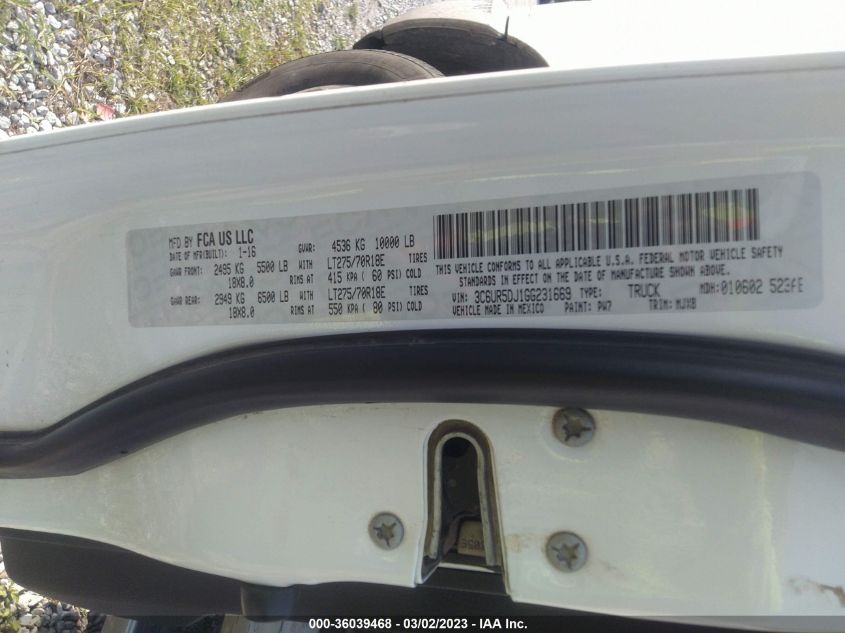 MFD BY FCA US LLC
DATE OF MFR(BUILT): 1-16 GVWR: 4536 KG 10000 LB
GAWR FRONT: 2495 KG 5500 LB WITH LT275/70R18E TIRES
18X8.0 RIMS AT 415 KPA ( 60 PSI) COLD
GAWR REAR: 2949 KG 6500 LB WITH LT275/70R18E TIRES
18X8.0 RIMS AT 550 KPA ( 80 PSI) COLD
THIS VEHICLE CONFORMS TO ALL APPLICABLE U.S.A. FEDERAL MOTOR VEHICLE SAFETY
STANDARDS IN EFFECT ON THE DATE OF MANUFACTURE SHOWN ABOVE.
VIN: 3C6UR5DJ1GG231669 TYPE: TRUCK MDH: 010602 523FE
VEHICLE MADE IN MEXICO PAINT: PW7 TRIM: MJX8
000-36039468 - 03/02/2023 - IAA Inc.